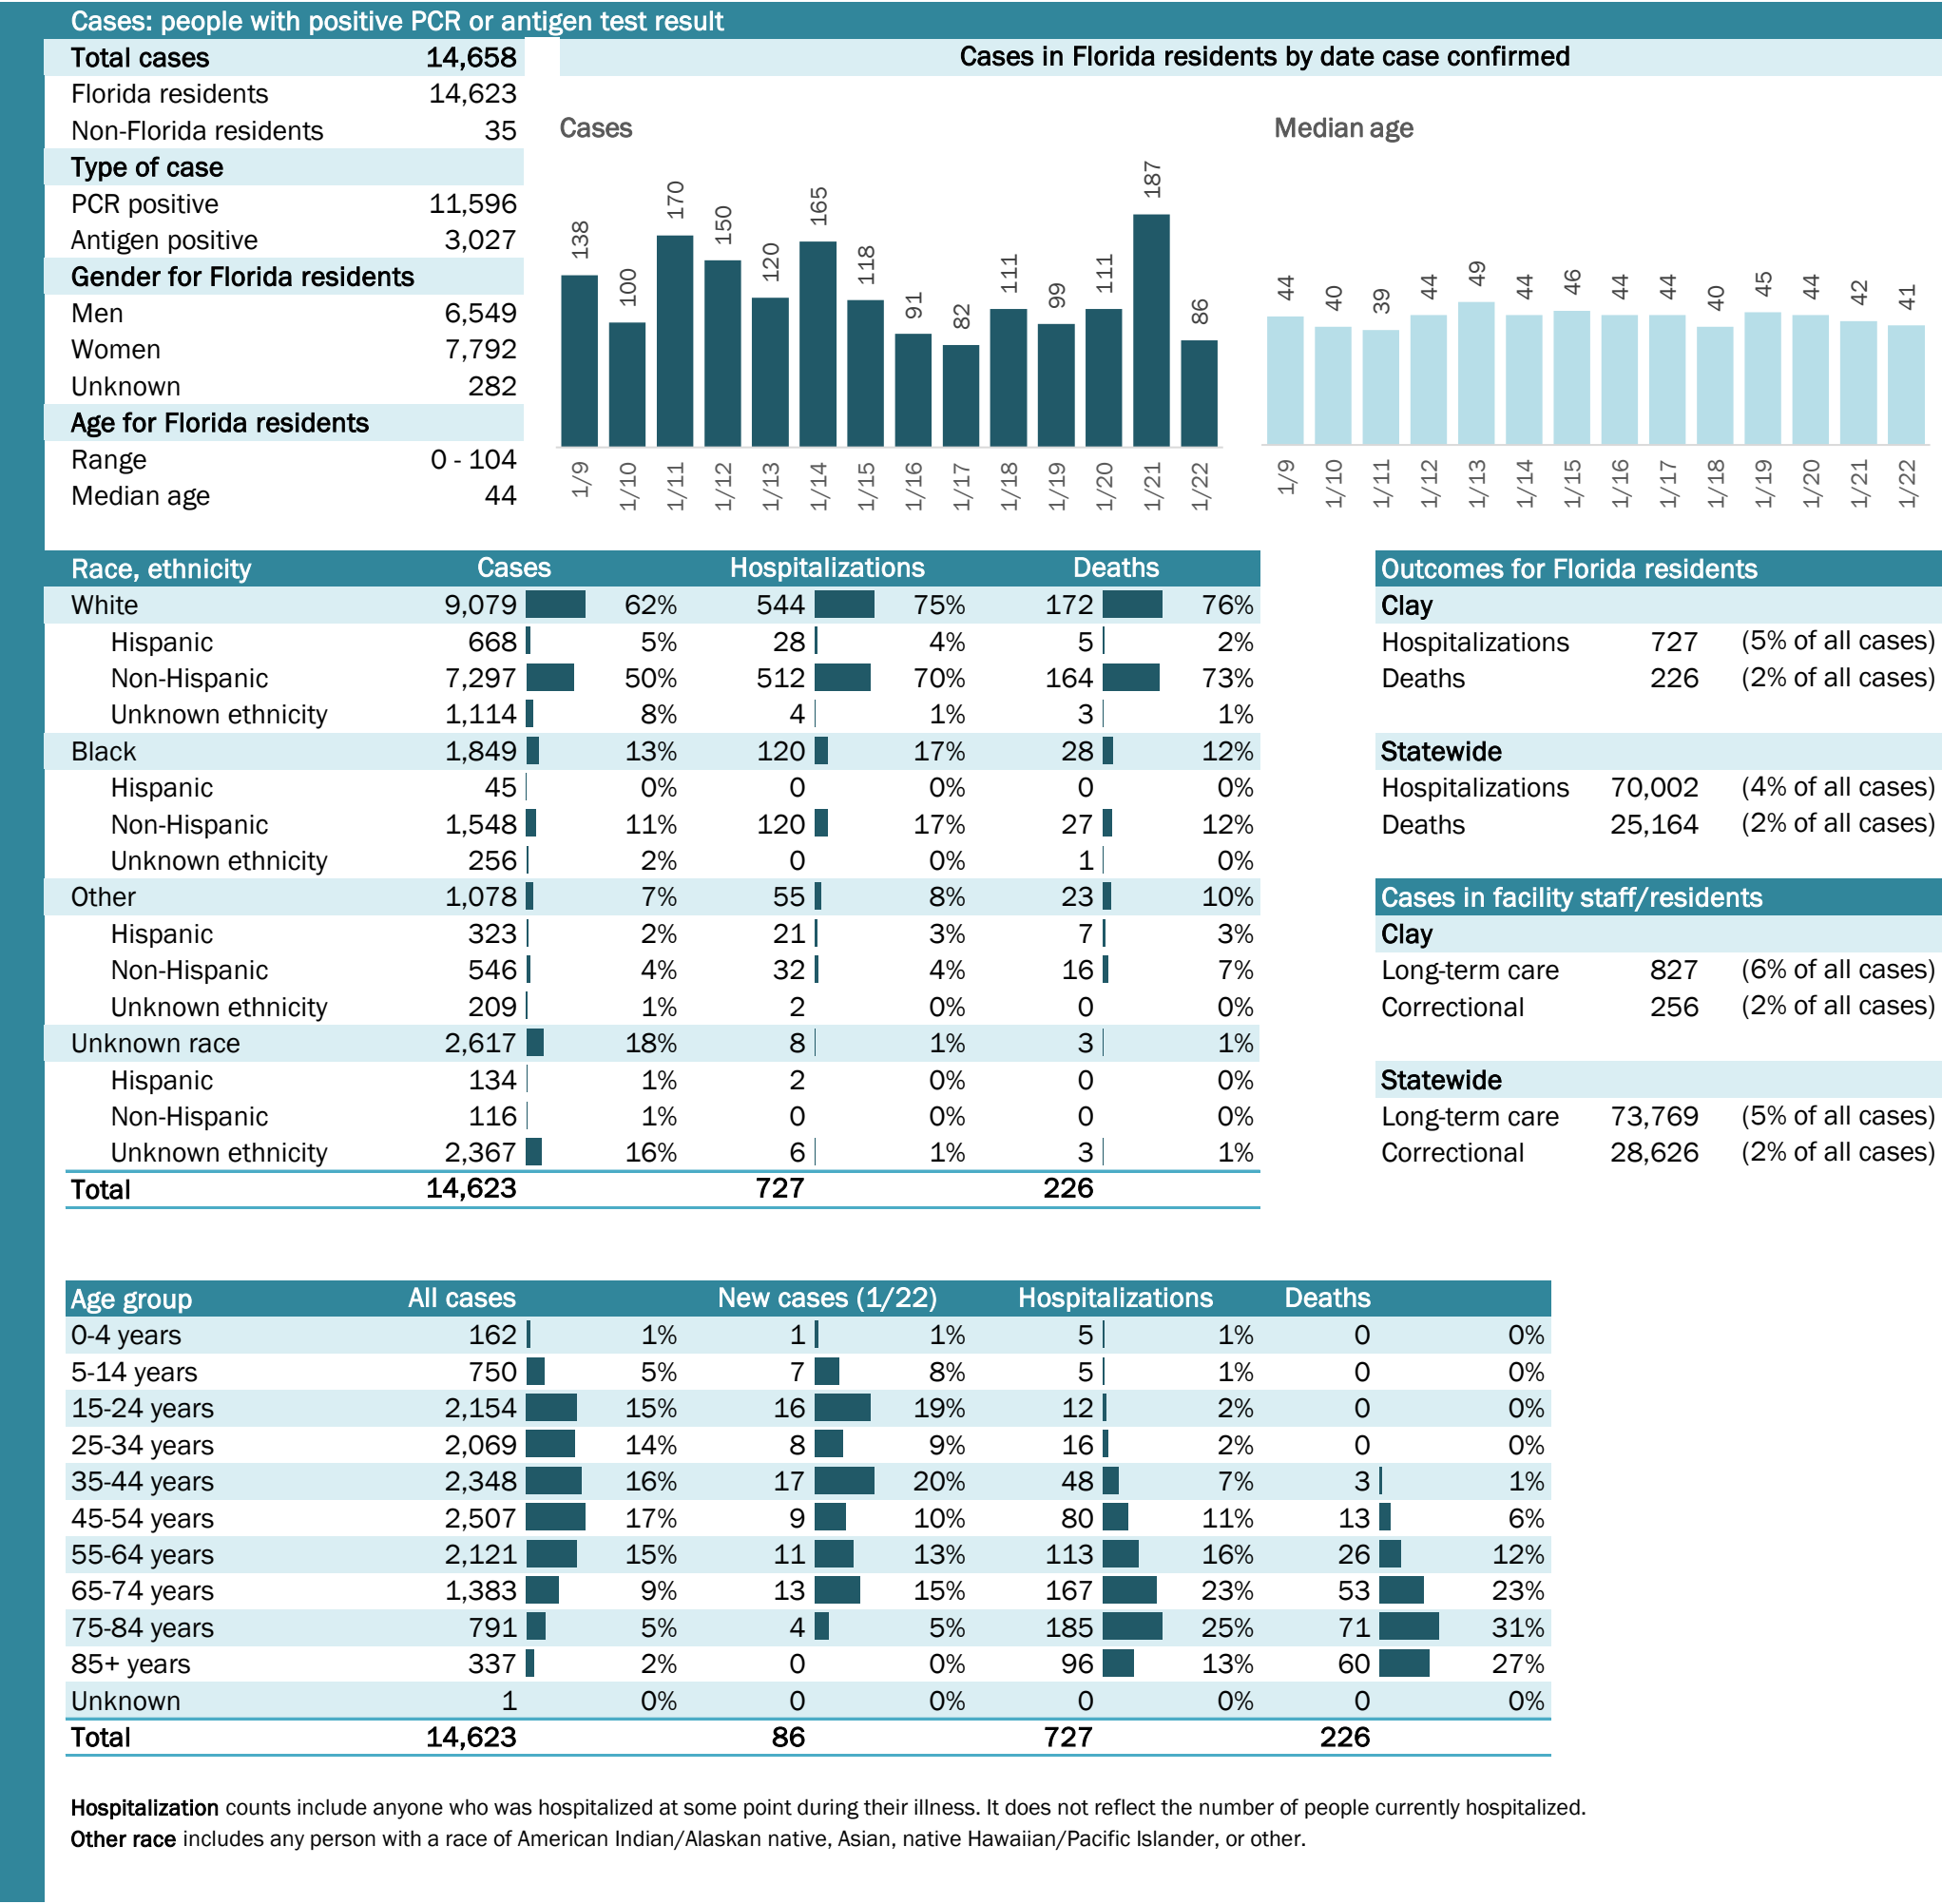 Cases: people with positive PCR or antigen test result
Total cases 14,658
Florida residents 14,623
Non-Florida residents 35
Type of case
PCR positive 11,596
Antigen positive 3,027
Gender for Florida residents
Men 6,549
Women 7,792
Unknown 282
Age for Florida residents
Range 0 - 104
Median age 44
Cases in Florida residents by date case confirmed
Cases
138 100 170 150 120 165 118 91 82 111 99 111 187 86
1/9 1/10 1/11 1/12 1/13 1/14 1/15 1/16 1/17 1/18 1/19 1/20 1/21 1/22
Median age
44 40 39 44 49 44 46 44 44 40 45 44 42 41
1/9 1/10 1/11 1/12 1/13 1/14 1/15 1/16 1/17 1/18 1/19 1/20 1/21 1/22
Race, ethnicity Cases Hospitalizations Deaths
White 9,079 62% 544 75% 172 76%
Hispanic 668 5% 28 4% 5 2%
Non-Hispanic 7,297 50% 512 70% 164 73%
Unknown ethnicity 1,114 8% 4 1% 3 1%
Black 1,849 13% 120 17% 28 12%
Hispanic 45 0% 0 0% 0 0%
Non-Hispanic 1,548 11% 120 17% 27 12%
Unknown ethnicity 256 2% 0 0% 1 0%
Other 1,078 7% 55 8% 23 10%
Hispanic 323 2% 21 3% 7 3%
Non-Hispanic 546 4% 32 4% 16 7%
Unknown ethnicity 209 1% 2 0% 0 0%
Unknown race 2,617 18% 8 1% 3 1%
Hispanic 134 1% 2 0% 0 0%
Non-Hispanic 116 1% 0 0% 0 0%
Unknown ethnicity 2,367 16% 6 1% 3 1%
Total 14,623 727 226
Outcomes for Florida residents
Clay
Hospitalizations 727 (5% of all cases)
Deaths 226 (2% of all cases)
Statewide
Hospitalizations 70,002 (4% of all cases)
Deaths 25,164 (2% of all cases)
Cases in facility staff/residents
Clay
Long-term care 827 (6% of all cases)
Correctional 256 (2% of all cases)
Statewide
Long-term care 73,769 (5% of all cases)
Correctional 28,626 (2% of all cases)
Age group All cases New cases (1/22) Hospitalizations Deaths
0-4 years 162 1% 1 1% 5 1% 0 0%
5-14 years 750 5% 7 8% 5 1% 0 0%
15-24 years 2,154 15% 16 19% 12 2% 0 0%
25-34 years 2,069 14% 8 9% 16 2% 0 0%
35-44 years 2,348 16% 17 20% 48 7% 3 1%
45-54 years 2,507 17% 9 10% 80 11% 13 6%
55-64 years 2,121 15% 11 13% 113 16% 26 12%
65-74 years 1,383 9% 13 15% 167 23% 53 23%
75-84 years 791 5% 4 5% 185 25% 71 31%
85+ years 337 2% 0 0% 96 13% 60 27%
Unknown 1 0% 0 0% 0 0% 0 0%
Total 14,623 86 727 226
Hospitalization counts include anyone who was hospitalized at some point during their illness. It does not reflect the number of people currently hospitalized.
Other race includes any person with a race of American Indian/Alaskan native, Asian, native Hawaiian/Pacific Islander, or other.